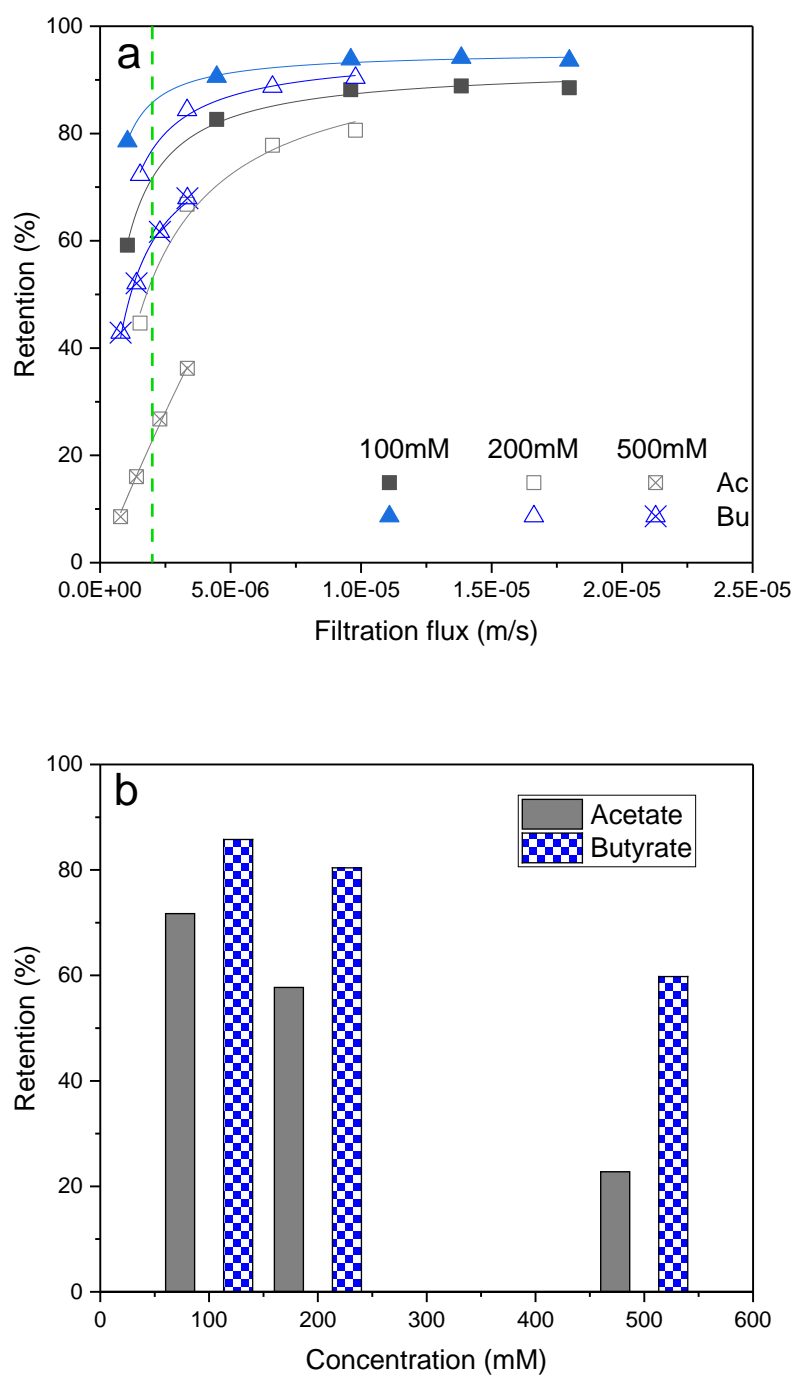 a
100
80
60
40
20
0
Retention (%)
100mM 200mM 500mM
Ac
Bu
0.0E+00 5.0E-06 1.0E-05 1.5E-05 2.0E-05 2.5E-05
Filtration flux (m/s)
b
100
80
60
40
20
0
Retention (%)
Acetate
Butyrate
0 100 200 300 400 500 600
Concentration (mM)